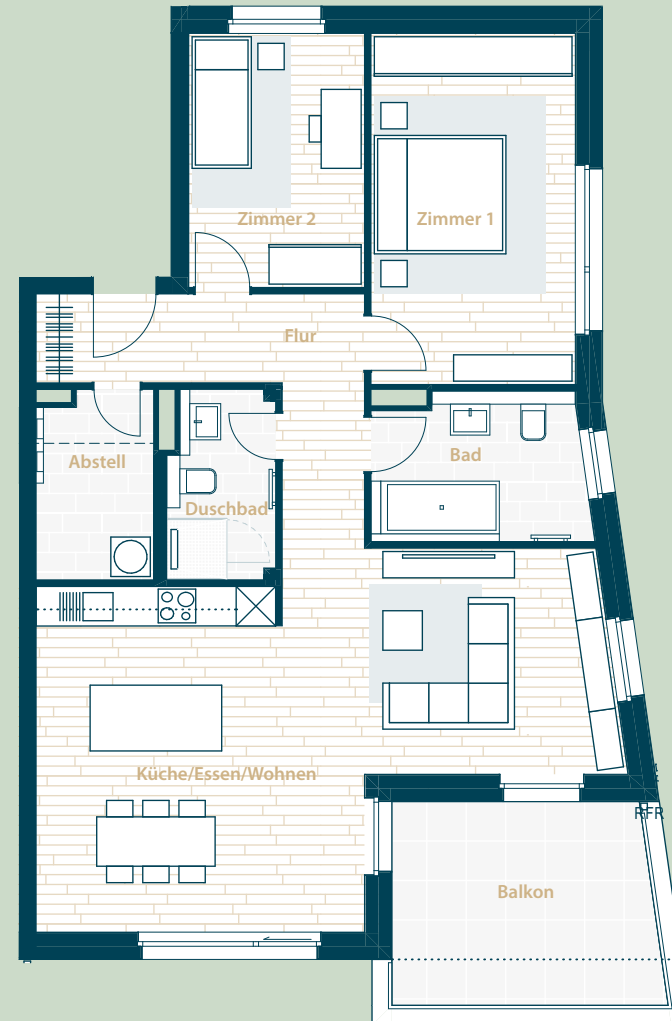 Zimmer 2
Zimmer 1
Flur
Abstell
Bad
Duschbad
Küche/Essen/Wohnen
RFR
Balkon